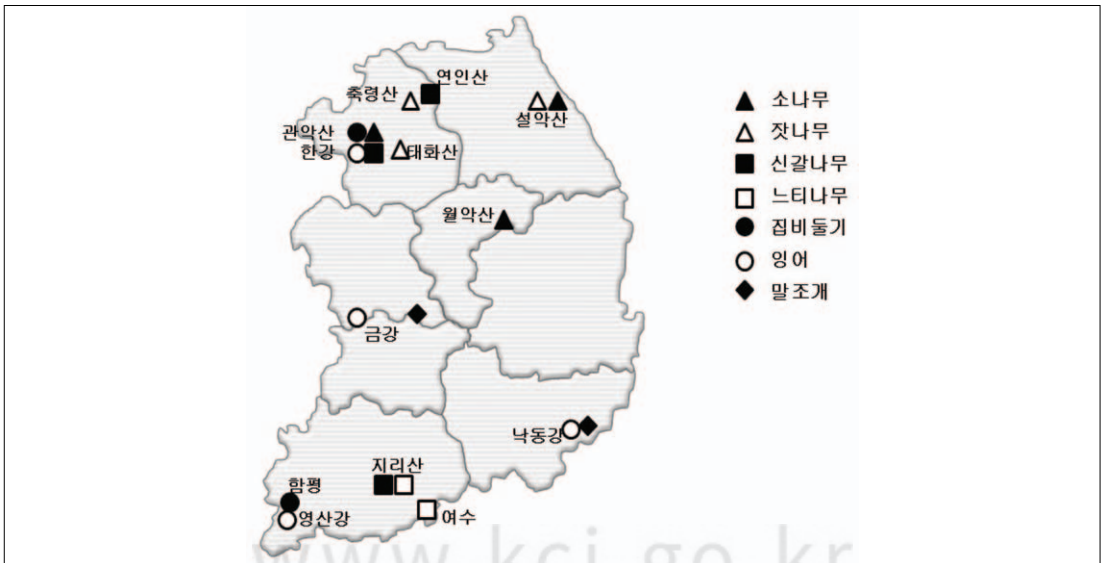 연인산
축령산
설악산
관악산
한강
태화산
월악산
금강
낙동강
지리산
함평
영산강
여수
소나무
잣나무
신갈나무
느티나무
집비둘기
잉어
말조개
www.kci.go.kr